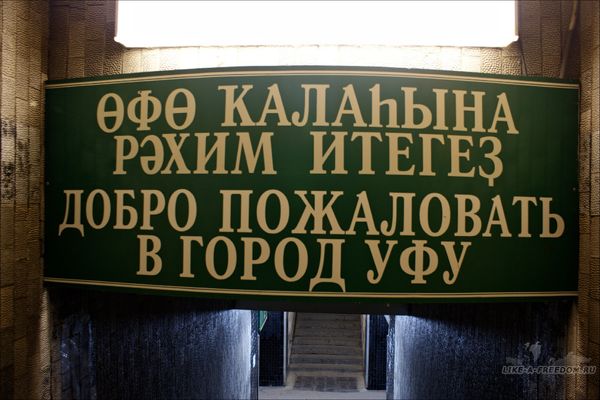 ӨФӨ КАЛАҺЫНА
РӘХИМ ИТЕГЕҘ
ДОБРО ПОЖАЛОВАТЬ
В ГОРОД УФУ
LIKE-A-FREEDOM.RU